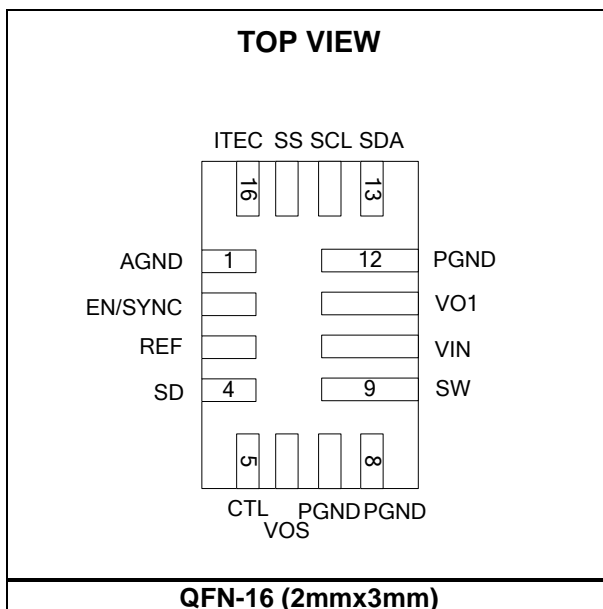 TOP VIEW
ITEC SS SCL SDA
16 13
AGND 1 12 PGND
EN/SYNC VO1
REF VIN
SD 4 9 SW
5 8
CTL PGND PGND
VOS
QFN-16 (2mmx3mm)